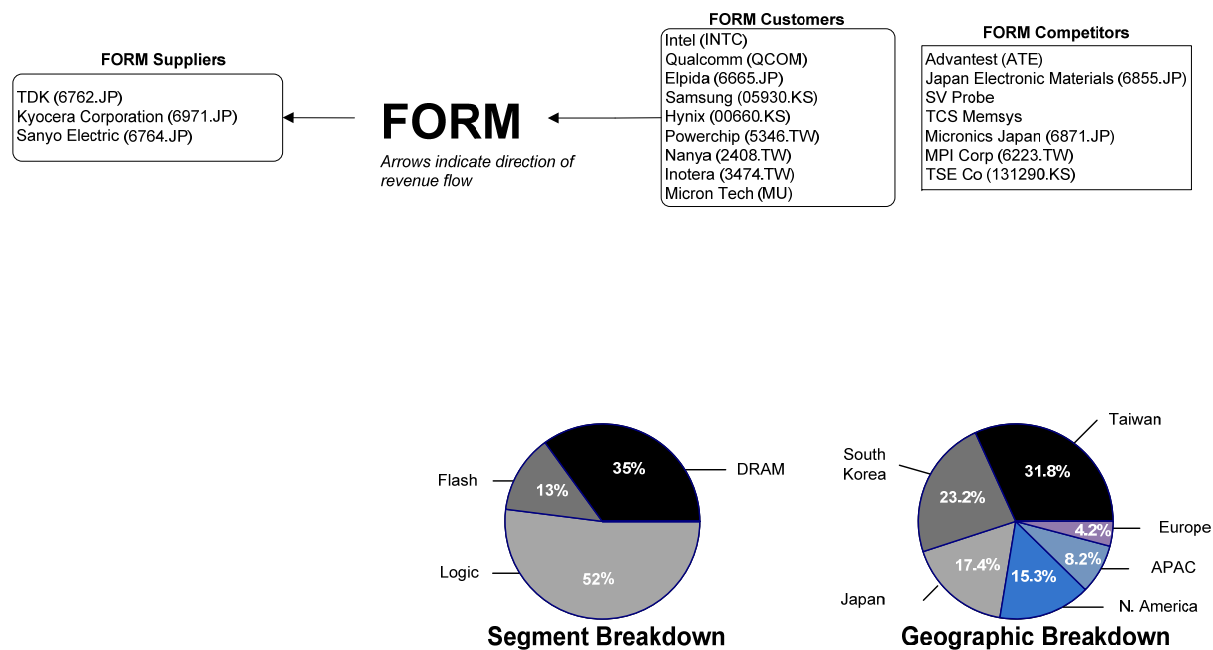 FORM Suppliers
TDK (6762.JP)
Kyocera Corporation (6971.JP)
Sanyo Electric (6764.JP)
FORM
Arrows indicate direction of
revenue flow
FORM Customers
Intel (INTC)
Qualcomm (QCOM)
Elpida (6665.JP)
Samsung (05930.KS)
Hynix (00660.KS)
Powerchip (5346.TW)
Nanya (2408.TW)
Inotera (3474.TW)
Micron Tech (MU)
FORM Competitors
Advantest (ATE)
Japan Electronic Materials (6855.JP)
SV Probe
TCS Memsys
Micronics Japan (6871.JP)
MPI Corp (6223.TW)
TSE Co (131290.KS)
35%
DRAM
Flash
13%
Logic
52%
Segment Breakdown
Taiwan
31.8%
South
Korea
23.2%
Europe
4.2%
APAC
8.2%
Japan
17.4%
15.3%
N. America
Geographic Breakdown